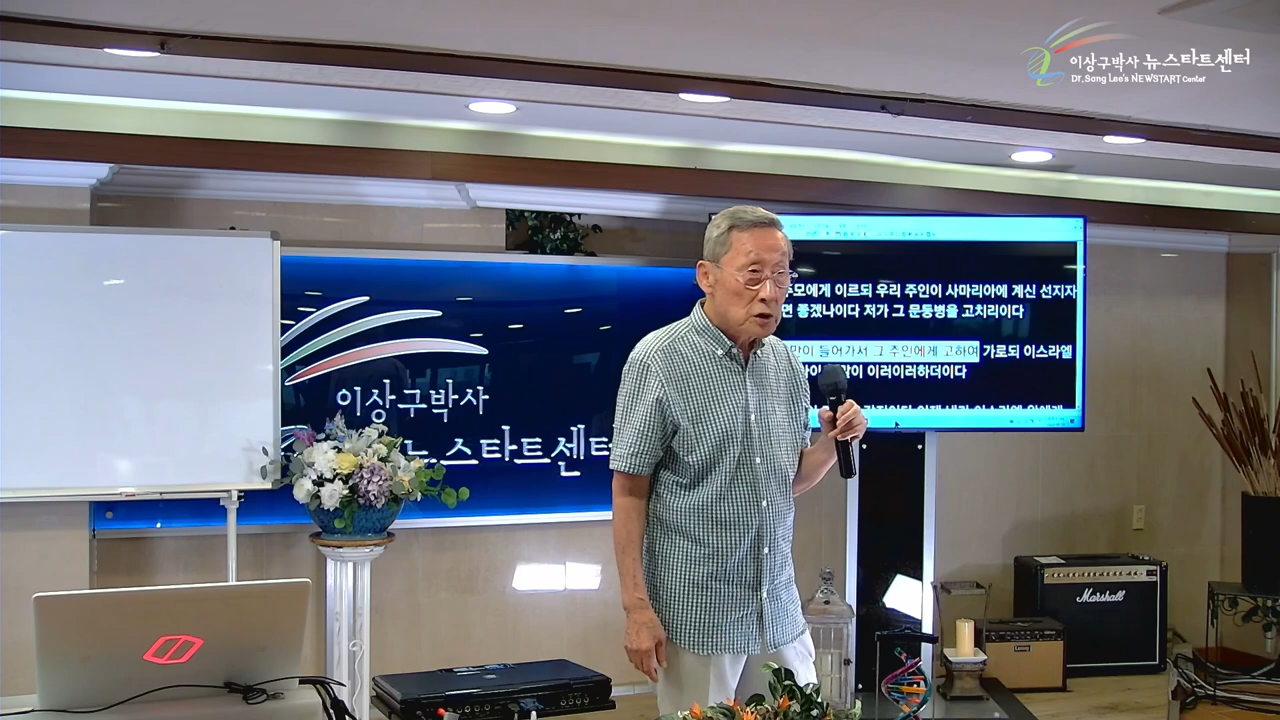 이상구박사 뉴스타트센터
Dr.Sang Lee's NEWSTART Center
주모에게 이르되 우리 주인이 사마리아에 계신 선지자
면 좋겠나이다 저가 그 문둥병을 고치리이다
만이 들어가서 그 주인에게 고하여 가로되 이스라엘
이러이러하더이다
이상구박사
뉴스타트센터
Marshall
Laney